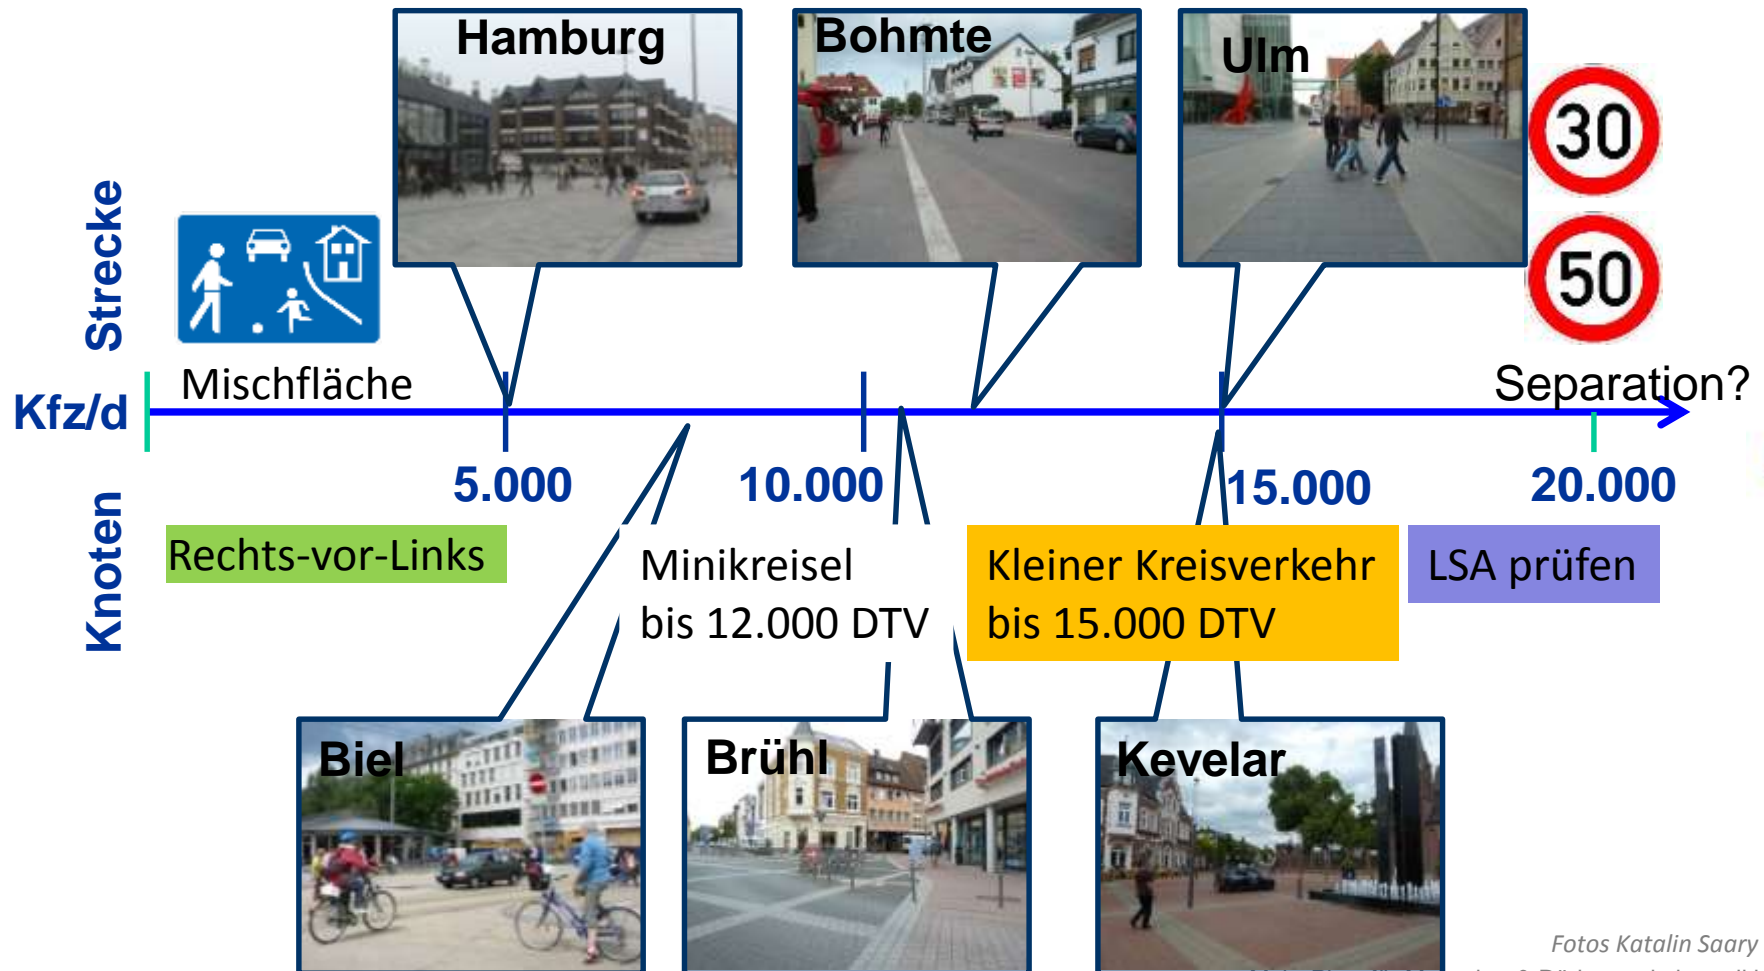 Hamburg
Bohmte
Ulm
30
50
Strecke
Mischfläche
Separation?
Kfz/d
5.000
10.000
15.000
20.000
Knoten
Rechts-vor-Links
Minikreisel
bis 12.000 DTV
Kleiner Kreisverkehr
bis 15.000 DTV
LSA prüfen
Biel
Brühl
Kevelar
Fotos Katalin Saary